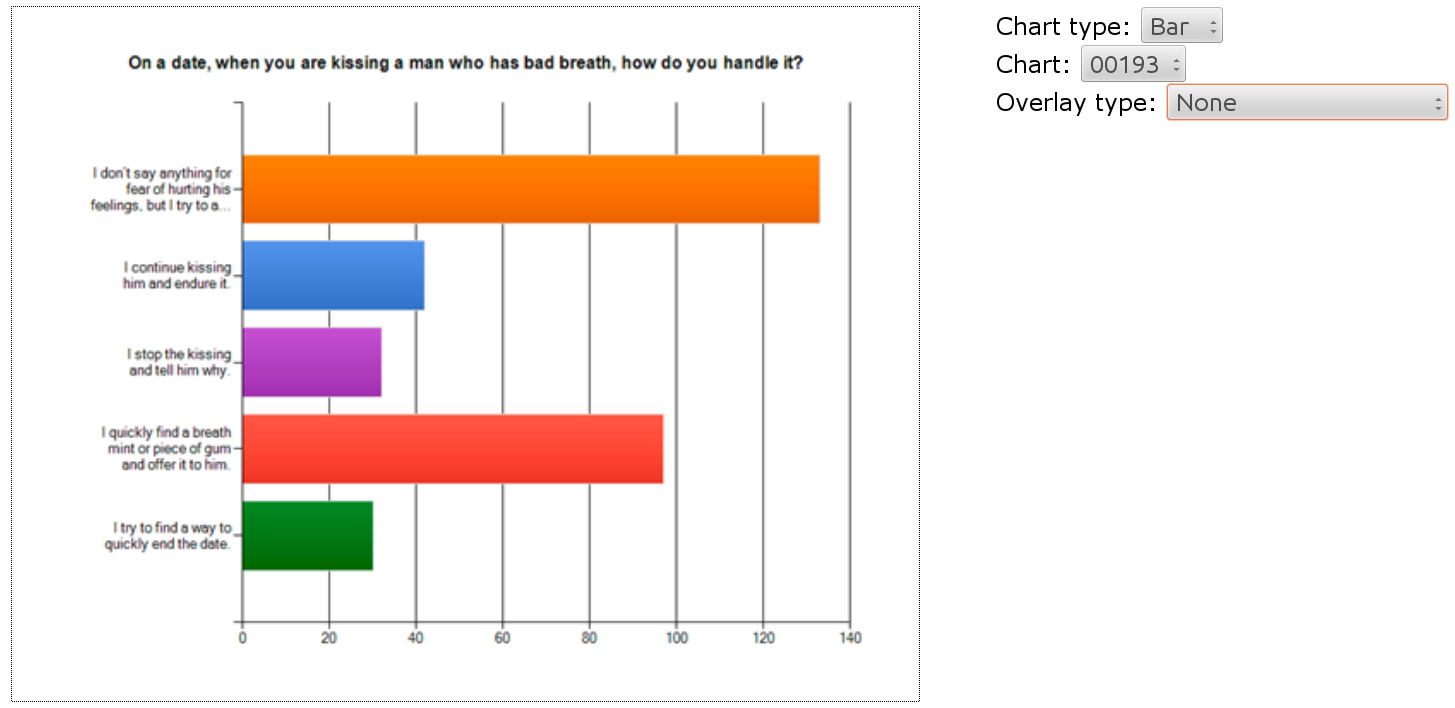 On a date, when you are kissing a man who has bad breath, how do you handle it?
I don't say anything for
fear of hurting his
feelings, but I try to a...
I continue kissing
him and endure it.
I stop the kissing
and tell him why.
I quickly find a breath
mint or piece of gum
and offer it to him.
I try to find a way to
quickly end the date.
0 20 40 60 80 100 120 140
Chart type: Bar
Chart: 00193
Overlay type: None